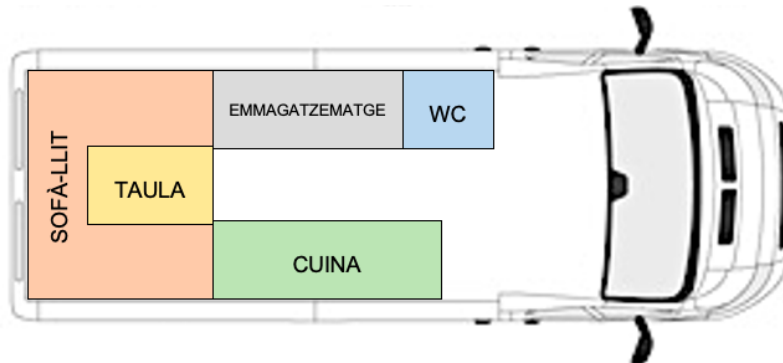 EMMAGATZEMATGE
WC
SOFÀ-LLIT
TAULA
CUINA